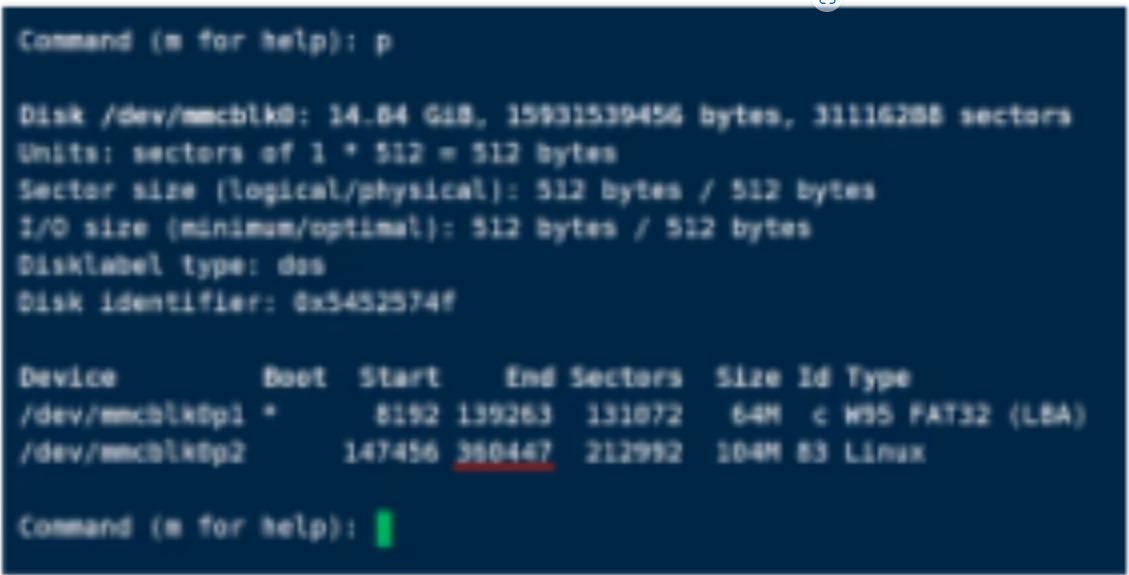 Command (m for help): p
Disk /dev/mmcblk0: 14.84 GiB, 15931539456 bytes, 31116288 sectors
Units: sectors of 1 * 512 = 512 bytes
Sector size (logical/physical): 512 bytes / 512 bytes
I/O size (minimum/optimal): 512 bytes / 512 bytes
Disklabel type: dos
Disk identifier: 0x5452574f
Device Boot Start End Sectors Size Id Type
/dev/mmcblk0p1 * 8192 139263 131072 64M c W95 FAT32 (LBA)
/dev/mmcblk0p2 147456 360447 212992 104M 83 Linux
Command (m for help):